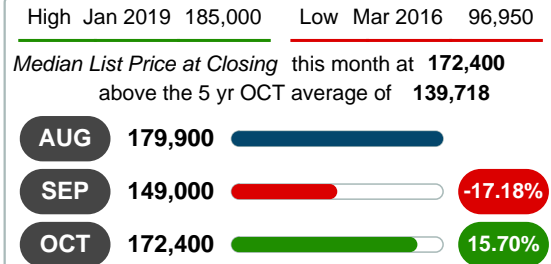 High Jan 2019 185,000 Low Mar 2016 96,950
Median List Price at Closing this month at 172,400
above the 5 yr OCT average of 139,718
AUG 179,900
SEP 149,000 -17.18%
OCT 172,400 15.70%